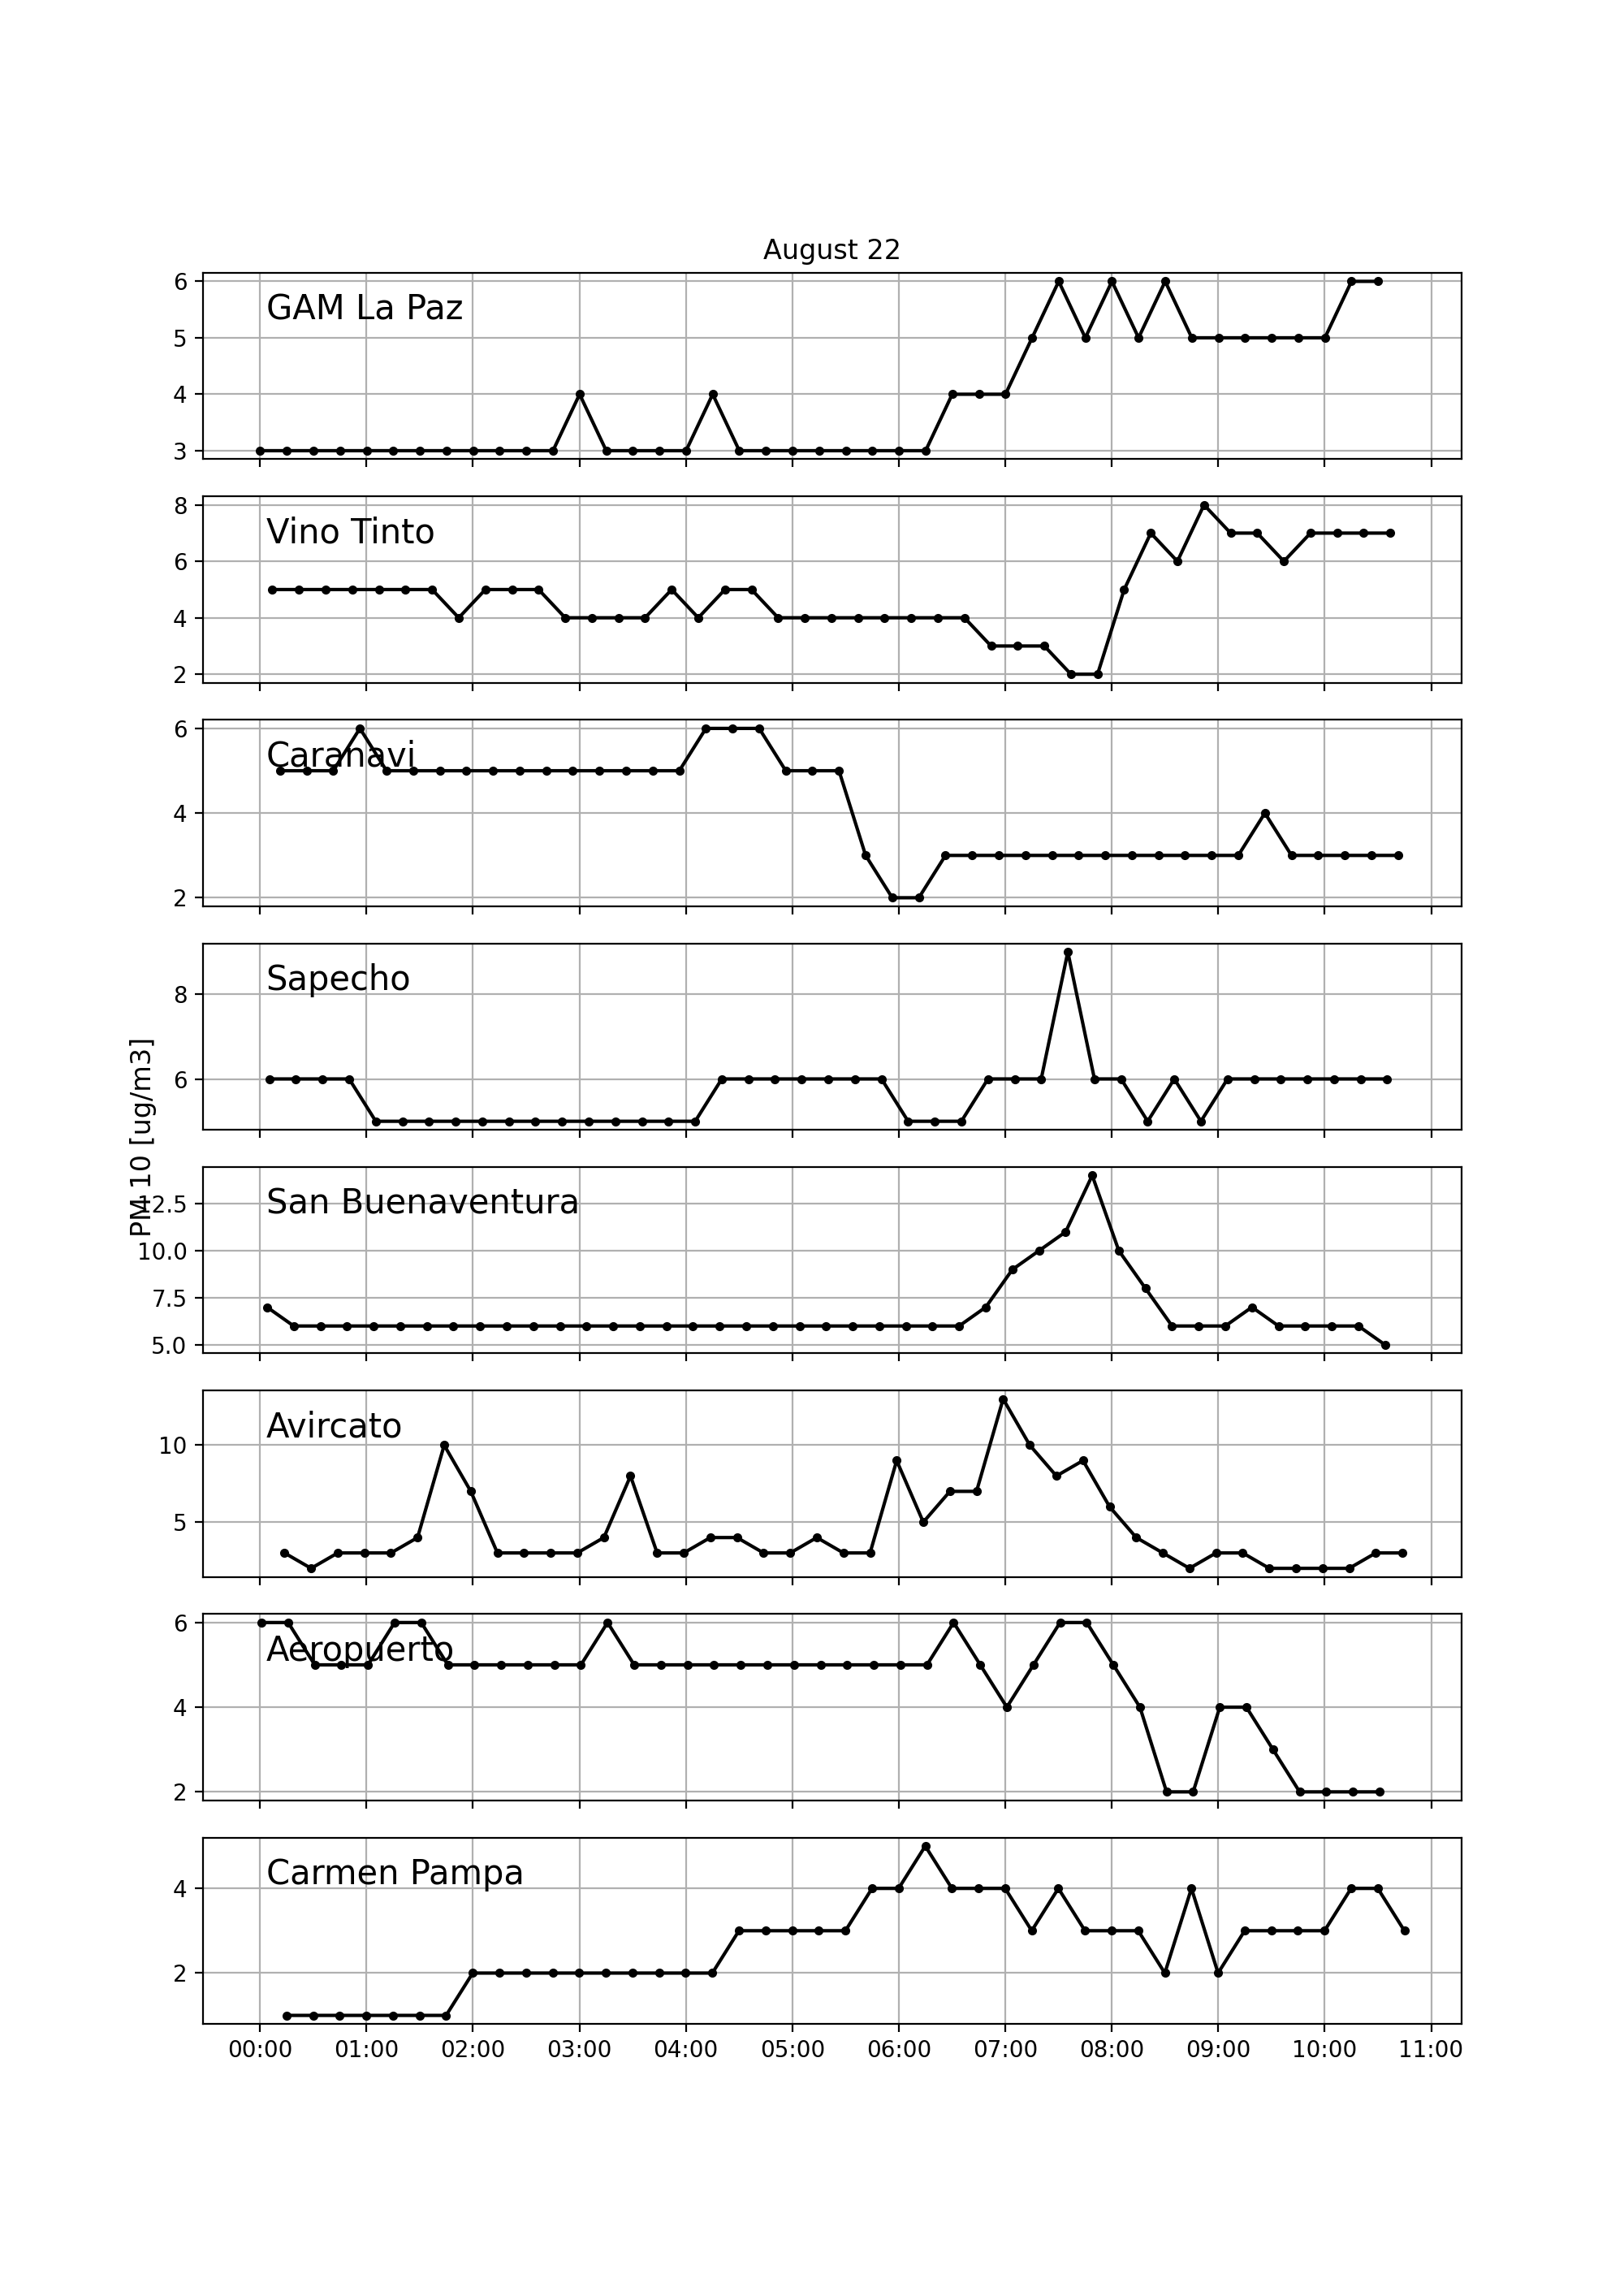 August 22
PM 10 [ug/m3]
GAM La Paz
6
5
4
3
Vino Tinto
8
6
4
2
Caranavi
6
4
2
Sapecho
8
6
San Buenaventura
12.5
10.0
7.5
5.0
Avircato
10
5
Aeropuerto
6
4
2
Carmen Pampa
4
2
00:00 01:00 02:00 03:00 04:00 05:00 06:00 07:00 08:00 09:00 10:00 11:00